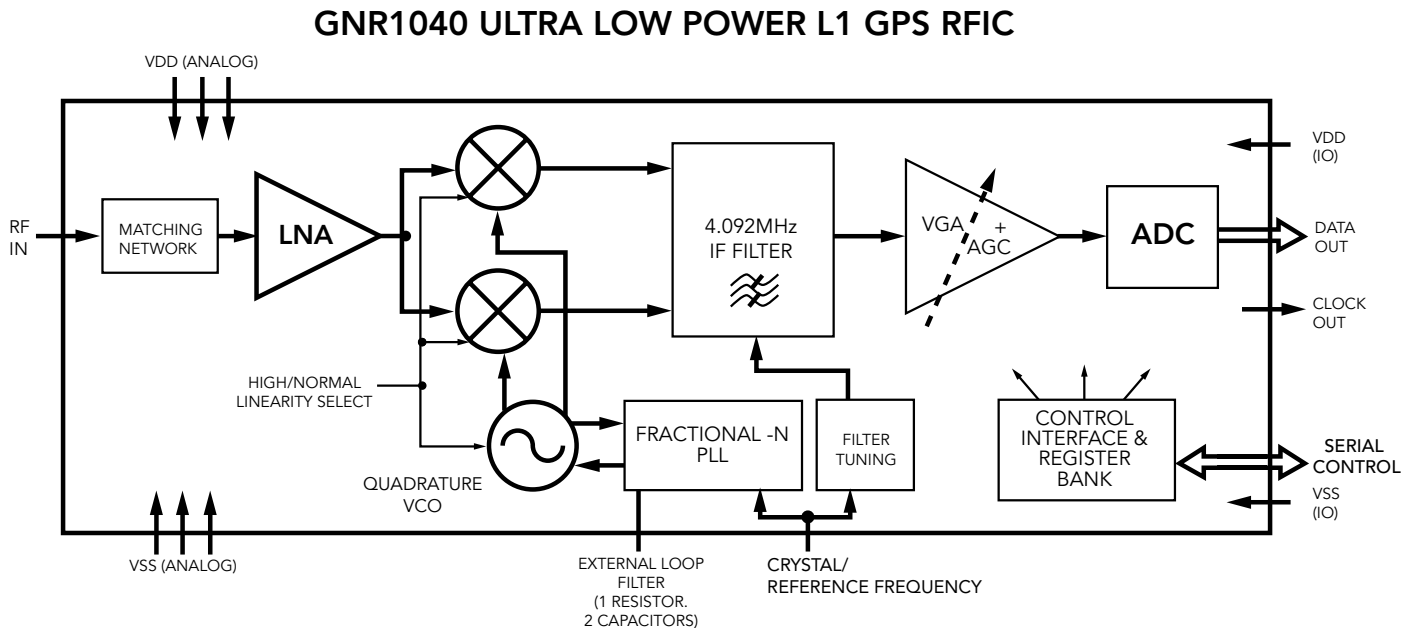 GNR1040 ULTRA LOW POWER L1 GPS RFIC
VDD (ANALOG)
VDD
(IO)
RF
IN
MATCHING
NETWORK
LNA
4.092MHz
IF FILTER
VGA +
AGC
ADC
DATA
OUT
CLOCK
OUT
HIGH/NORMAL
LINEARITY SELECT
QUADRATURE
VCO
FRACTIONAL -N
PLL
FILTER
TUNING
CONTROL
INTERFACE &
REGISTER
BANK
SERIAL
CONTROL
VSS
(IO)
VSS (ANALOG)
EXTERNAL LOOP
FILTER
(1 RESISTOR.
2 CAPACITORS)
CRYSTAL/
REFERENCE FREQUENCY